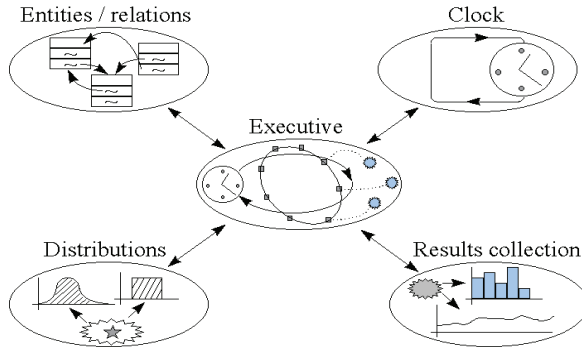 Entities / relations
Clock
Executive
Distributions
Results collection